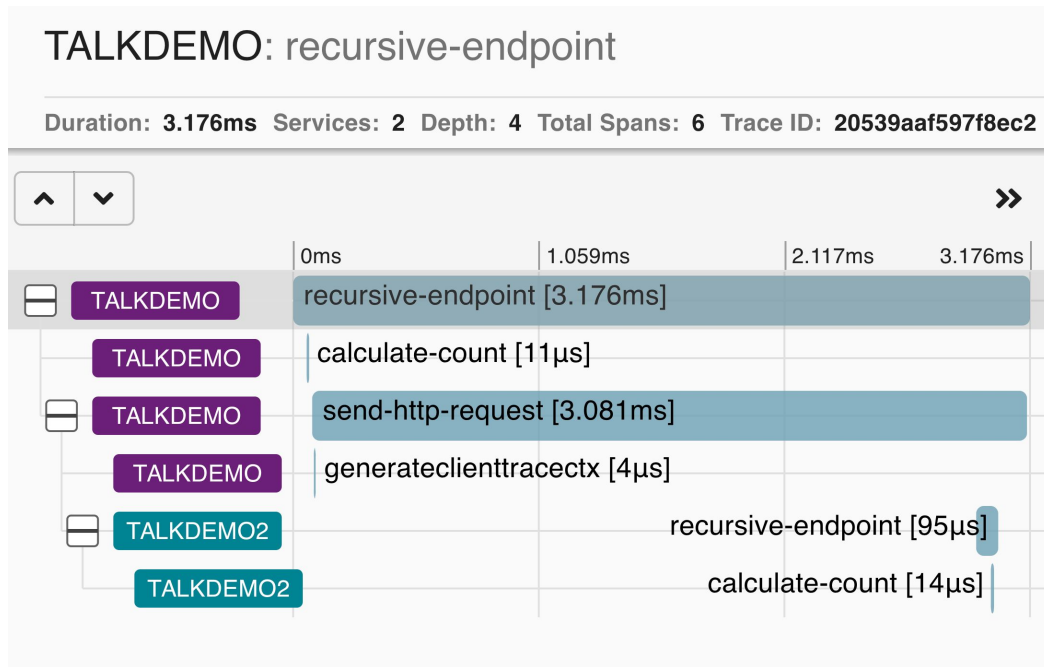 TALKDEMO: recursive-endpoint
Duration: 3.176ms Services: 2 Depth: 4 Total Spans: 6 Trace ID: 20539aaf597f8ec2
0ms 1.059ms 2.117ms 3.176ms
TALKDEMO recursive-endpoint [3.176ms]
TALKDEMO calculate-count [11µs]
TALKDEMO send-http-request [3.081ms]
TALKDEMO generateclienttracectx [4µs]
TALKDEMO2 recursive-endpoint [95µs]
TALKDEMO2 calculate-count [14µs]